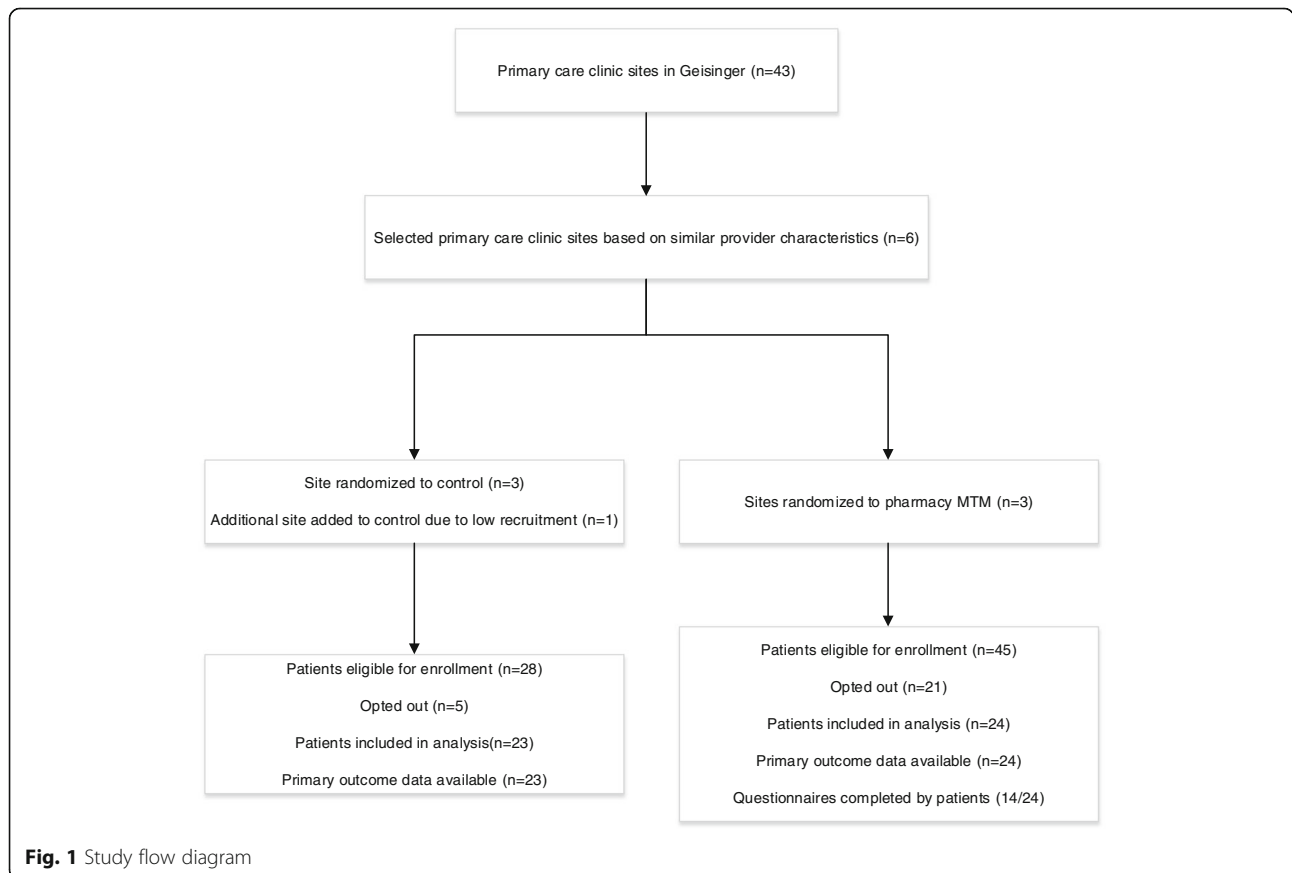 Primary care clinic sites in Geisinger (n=43)
Selected primary care clinic sites based on similar provider characteristics (n=6)
Site randomized to control (n=3)
Additional site added to control due to low recruitment (n=1)
Sites randomized to pharmacy MTM (n=3)
Patients eligible for enrollment (n=28)
Opted out (n=5)
Patients included in analysis(n=23)
Primary outcome data available (n=23)
Patients eligible for enrollment (n=45)
Opted out (n=21)
Patients included in analysis (n=24)
Primary outcome data available (n=24)
Questionnaires completed by patients (14/24)
Fig. 1 Study flow diagram